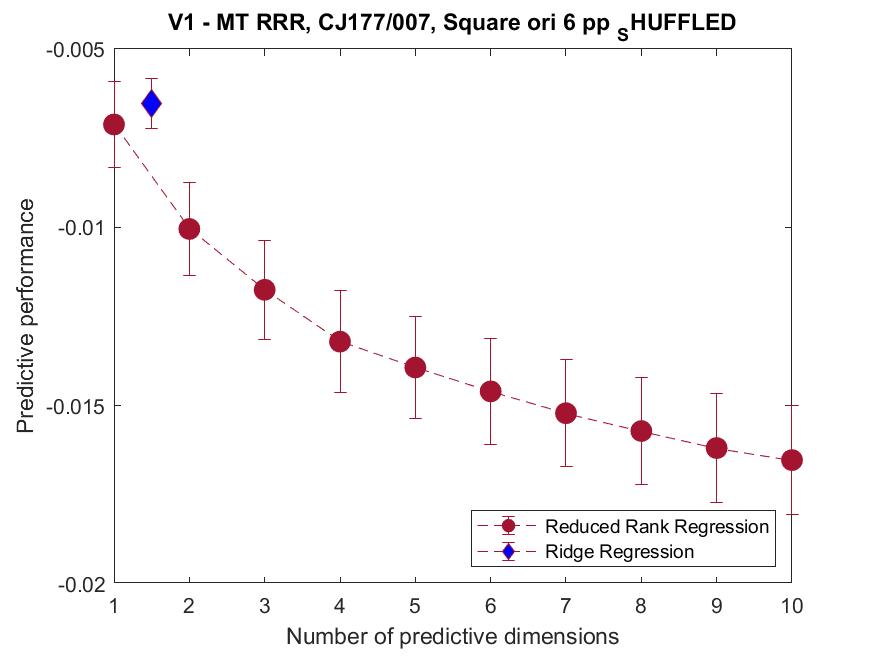 V1 - MT RRR, CJ177/007, Square ori 6 pp SHUFFLED
-0.005
-0.01
-0.015
-0.02
Predictive performance
Reduced Rank Regression
Ridge Regression
1 2 3 4 5 6 7 8 9 10
Number of predictive dimensions